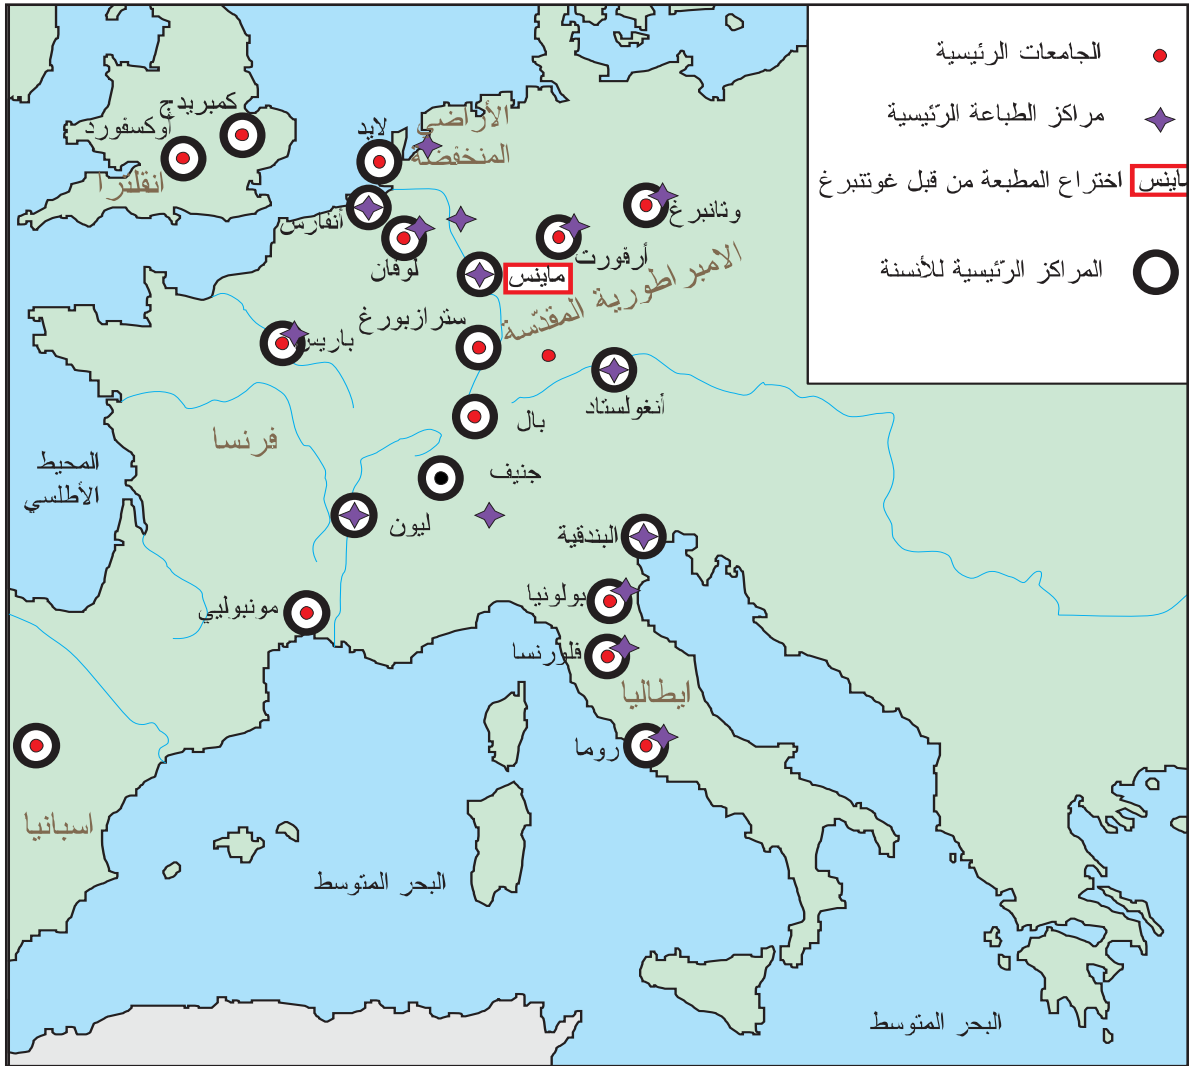 الجامعات الرئيسية
مراكز الطباعة الرّئيسية
ماينس اختراع المطبعة من قبل غوتنبرغ
المراكز الرّئيسية للأنسنة
كمبريدج
أوكسفورد
انقلترا
لايد
الأراضي
المنخفضة
أنفارس
لوفان
وتانبرغ
أرفورت
ماينس
الامبراطورية المقدّسة
سترازبورغ
باريس
أنغولستاد
بال
فرنسا
جنيف
المحيط
الأطلسي
ليون
البندقية
بولونيا
مونبوليي
فلورنسا
ايطاليا
روما
اسبانيا
البحر المتوسط
البحر المتوسط